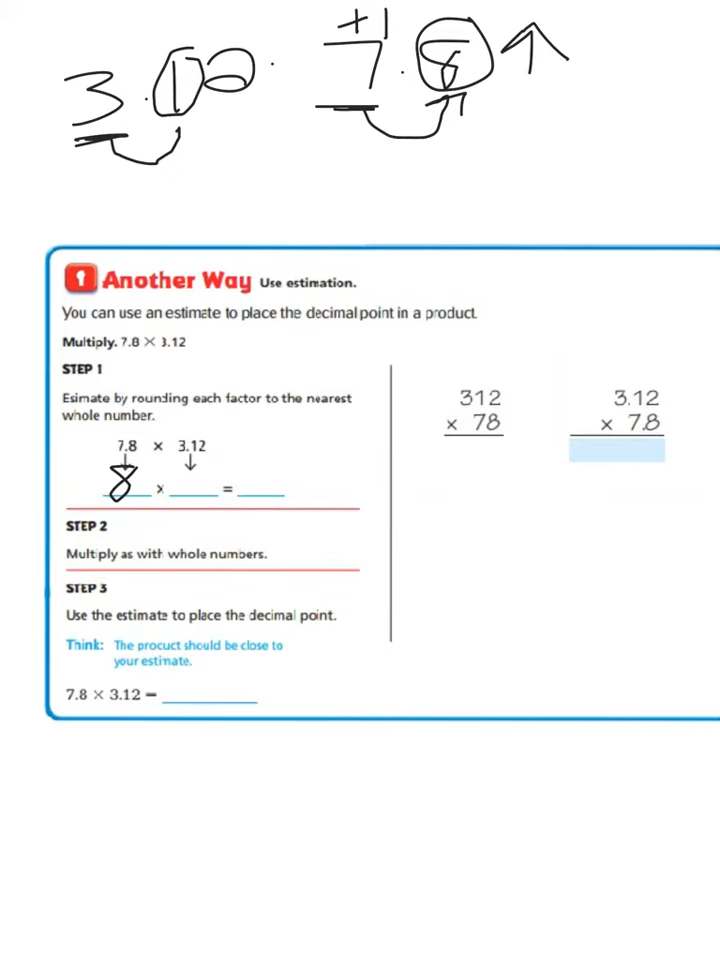 +1
3.12. 7.8
Another Way Use estimation.
You can use an estimate to place the decimal point in a product.
Multiply. 7.8 × 3.12
STEP 1
Esimate by rounding each factor to the nearest
whole number.
7.8 × 3.12
8 × =
STEP 2
Multiply as with whole numbers.
STEP 3
Use the estimate to place the decimal point.
Think: The procuct should be close to
your estimate.
7.8 × 3.12 =
312
× 78
3.12
× 7.8